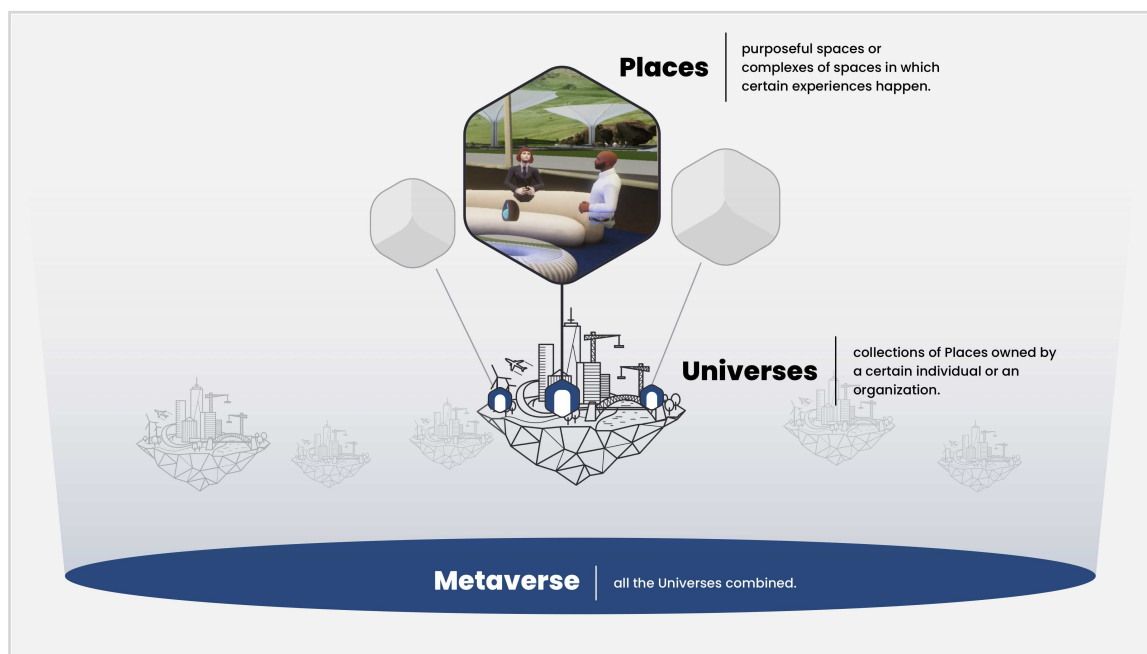 Places
purposeful spaces or
complexes of spaces in which
certain experiences happen.
Universes
collections of Places owned by
a certain individual or an
organization.
Metaverse
all the Universes combined.